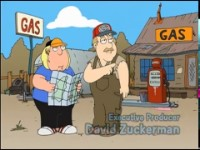 GAS
GAS
Executive Producer
David Zuckerman